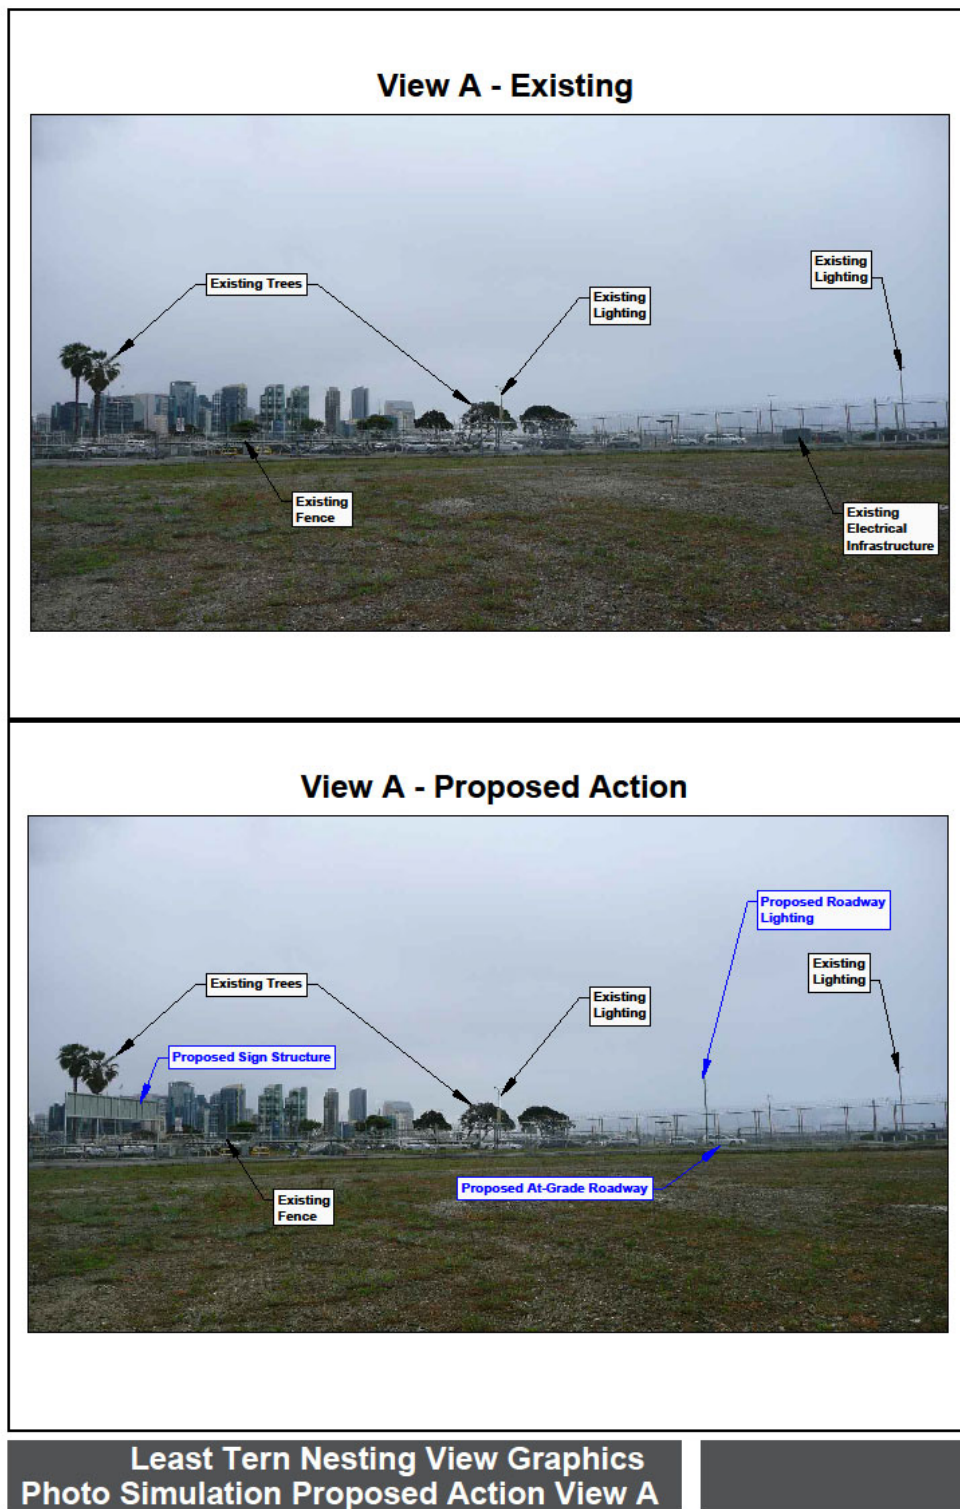 View A - Existing
Existing
Lighting
Existing Trees
Existing
Lighting
Existing
Fence
Existing
Electrical
Infrastructure
View A - Proposed Action
Proposed Roadway
Lighting
Existing
Lighting
Existing Trees
Existing
Lighting
Proposed Sign Structure
Proposed At-Grade Roadway
Existing
Fence
Least Tern Nesting View Graphics
Photo Simulation Proposed Action View A